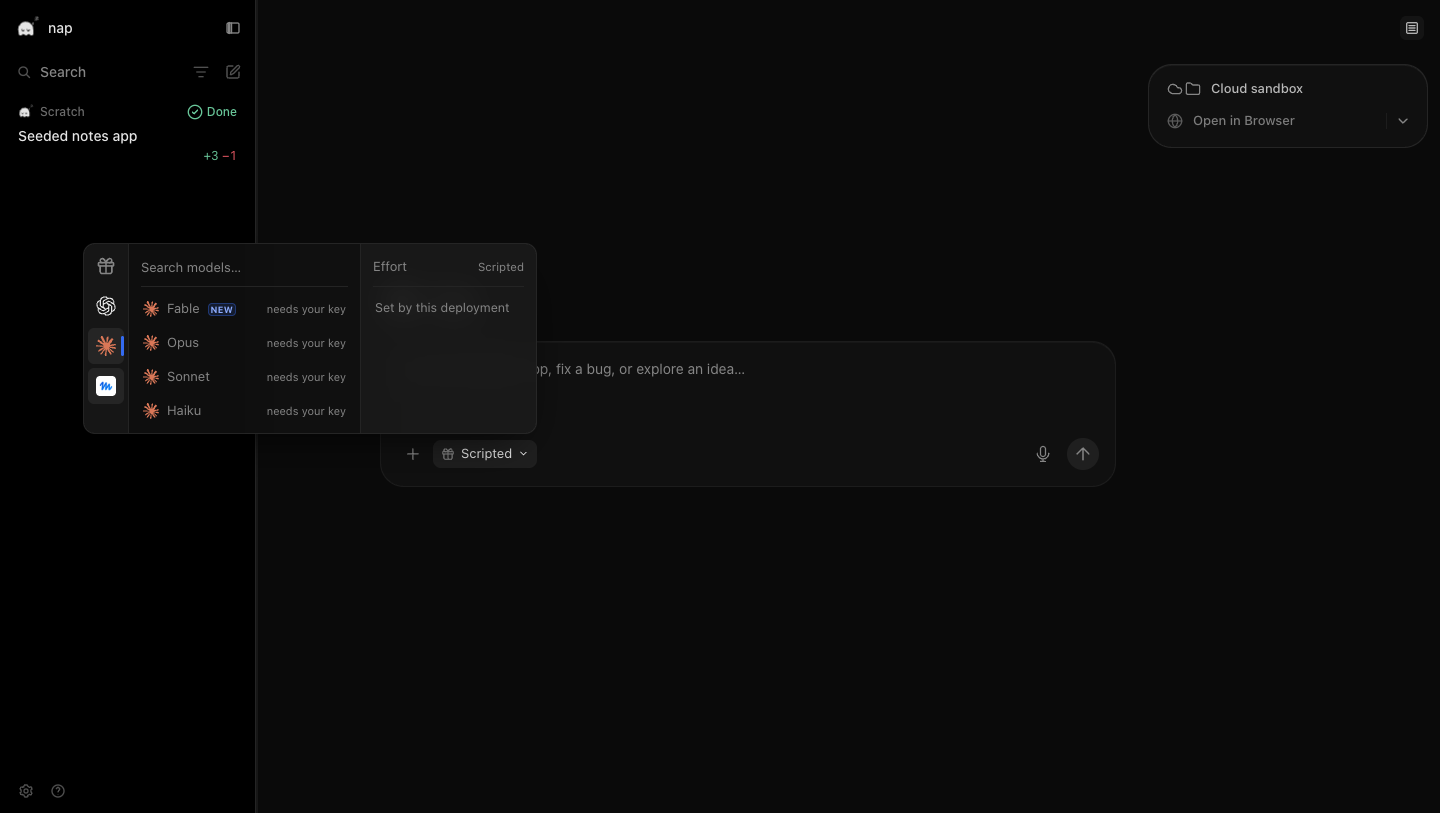 nap
Search
Scratch
Done
Seeded notes app
+3 −1
Cloud sandbox
Open in Browser
Search models...
Effort
Scripted
Fable NEW needs your key
Set by this deployment
Opus needs your key
Sonnet needs your key
Haiku needs your key
fix a bug, or explore an idea...
Scripted